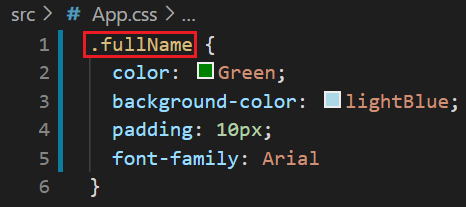 src > # App.css > ...
1 .fullName {
2 color: Green;
3 background-color: lightBlue;
4 padding: 10px;
5 font-family: Arial
6 }